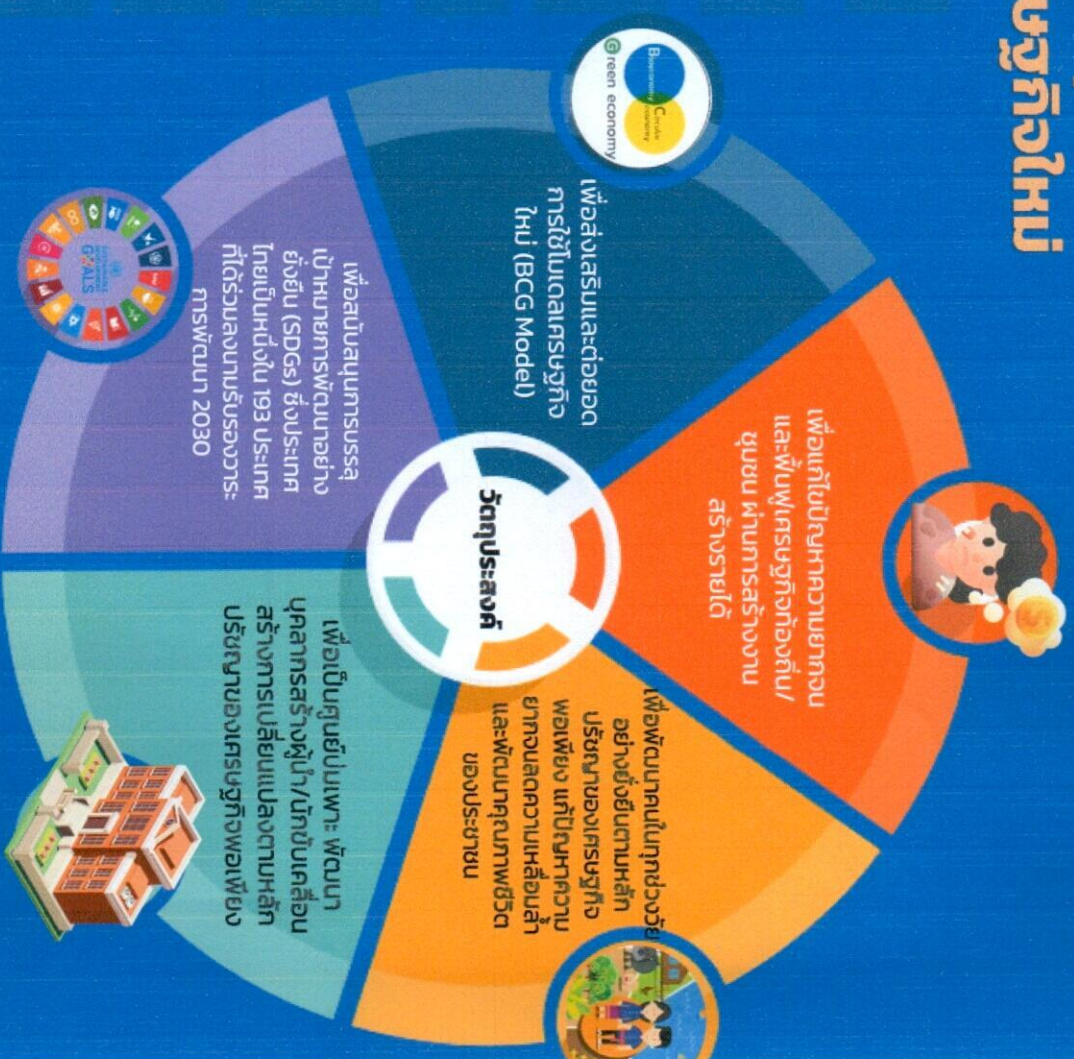 ษฐกิจใหม่
เพื่อแก้ไขปัญหาความยากจน
และฟื้นฟูเศรษฐกิจท้องถิ่น/
ชุมชน ผ่านการสร้างงาน
สร้างรายได้
เพื่อพัฒนาคนในทุกช่วงวัย
อย่างยั่งยืนตามหลัก
ปรัชญาของเศรษฐกิจ
พอเพียง แก้ปัญหาความ
ยากจนลดความเหลื่อมล้ำ
และพัฒนาคุณภาพชีวิต
ของประชาชน
เพื่อเป็นศูนย์บ่มเพาะ พัฒนา
บุคลากรสร้างผู้นำ/นักขับเคลื่อน
สร้างการเปลี่ยนแปลงตามหลัก
ปรัชญาของเศรษฐกิจพอเพียง
เพื่อสนับสนุนการบรรลุ
เป้าหมายการพัฒนาอย่าง
ยั่งยืน (SDGs) ซึ่งประเทศ
ไทยเป็นหนึ่งใน 193 ประเทศ
ที่ได้ร่วมลงนามรับรองวาระ
การพัฒนา 2030
เพื่อส่งเสริมและต่อยอด
การใช้โมเดลเศรษฐกิจ
ใหม่ (BCG Model)
วัตถุประสงค์
Bioeconomy
Circular economy
Green economy
SUSTAINABLE DEVELOPMENT
GOALS